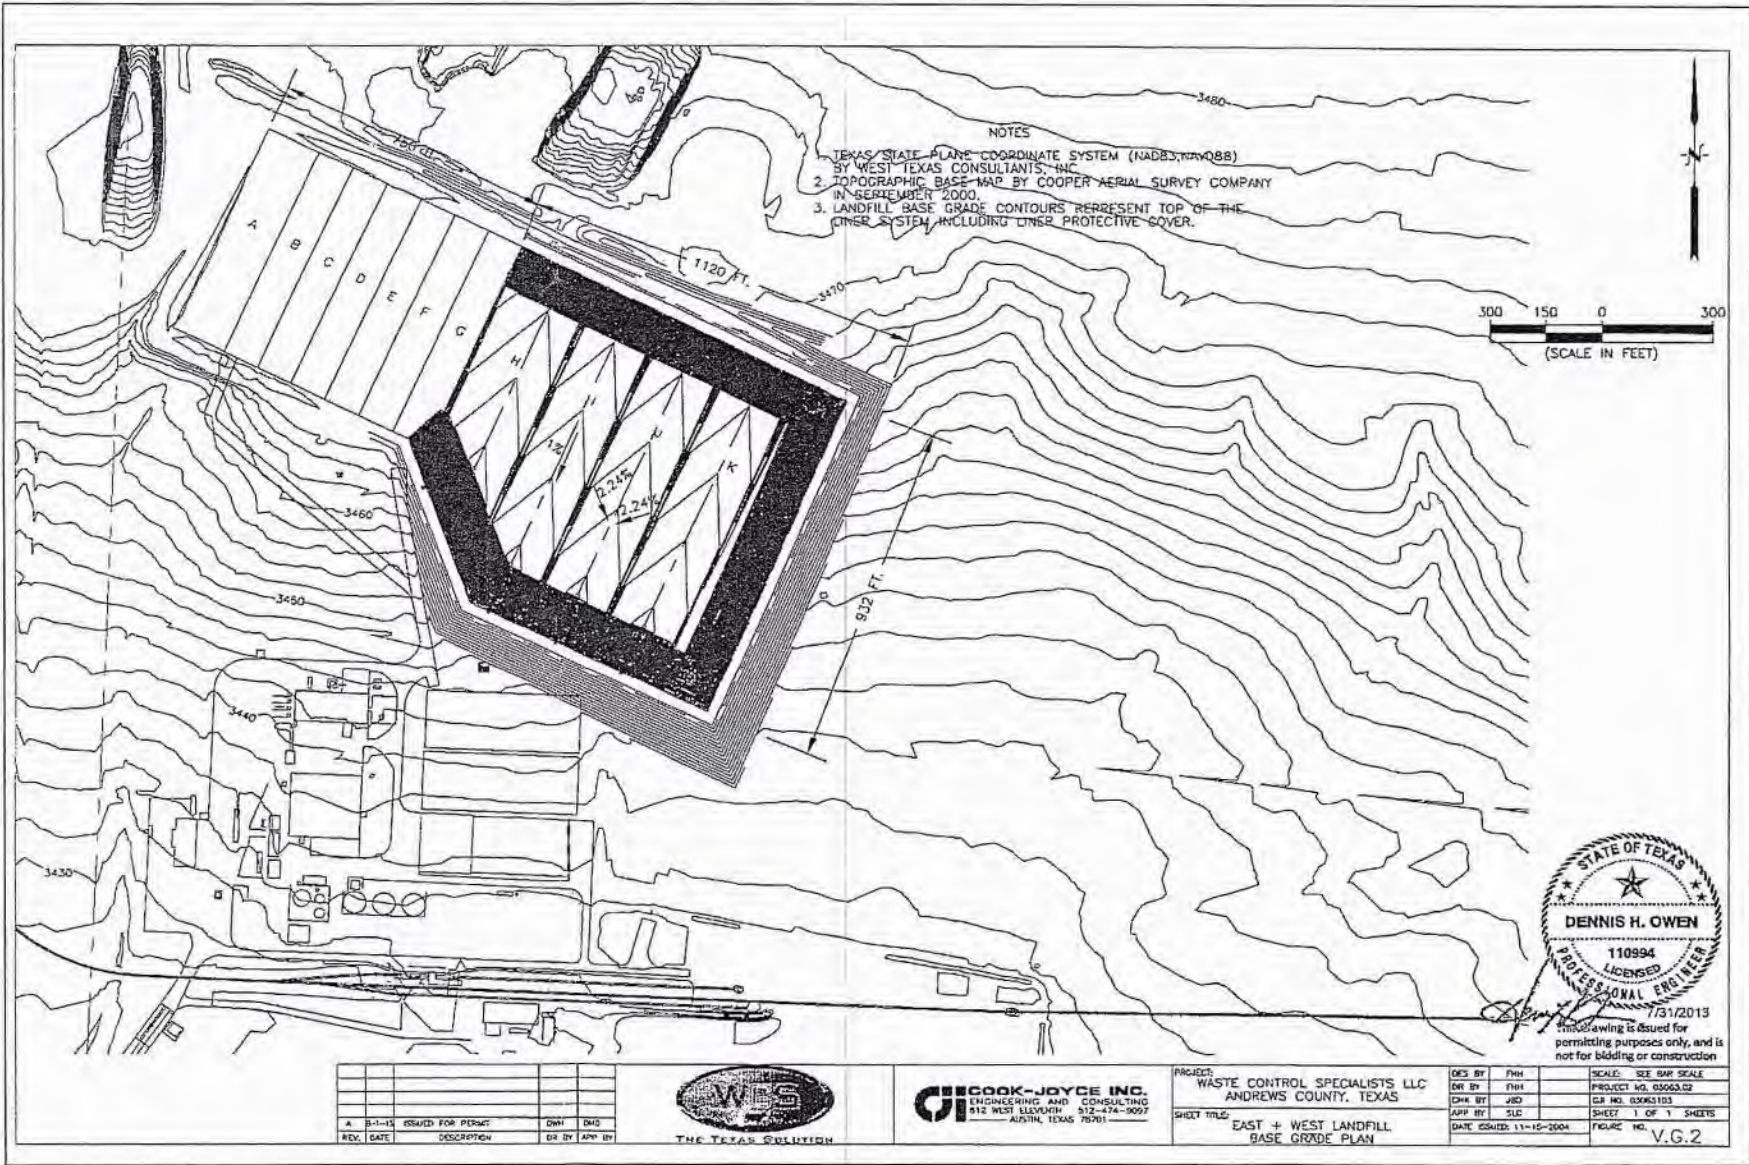 3480
NOTES
TEXAS STATE PLANE COORDINATE SYSTEM (NAD83, NAVD88)
BY WEST TEXAS CONSULTANTS, INC.
2. TOPOGRAPHIC BASE MAP BY COOPER AERIAL SURVEY COMPANY
IN SEPTEMBER 2000.
3. LANDFILL BASE GRADE CONTOURS REPRESENT TOP OF THE
LINER SYSTEM INCLUDING LINER PROTECTIVE COVER.
N
300 150 0 300
(SCALE IN FEET)
1120 FT.
3470
A
B
C
D
E
F
G
H
J
K
1%
2.24%
2.24%
932 FT.
3460
3450
3440
3430
STATE OF TEXAS
DENNIS H. OWEN
110994
LICENSED
PROFESSIONAL ENGINEER
7/31/2013
drawing is issued for
permitting purposes only, and is
not for bidding or construction
A ISSUED FOR PERMIT DWH
REV. DATE DESCRIPTION DR BY APP BY
WCS
THE TEXAS SOLUTION
COOK-JOYCE INC.
ENGINEERING AND CONSULTING
812 WEST ELEVENTH 512-474-9097
AUSTIN, TEXAS 78701
PROJECT:
WASTE CONTROL SPECIALISTS LLC
ANDREWS COUNTY, TEXAS
SHEET TITLE:
EAST + WEST LANDFILL
BASE GRADE PLAN
DES BY FHH SCALE: SEE BAR SCALE
DR BY FHH PROJECT NO. 03063.02
CHK BY JBD
APP BY SLC SHEET 1 OF 1 SHEETS
DATE ISSUED: 11-15-2004 FIGURE NO. V.G.2